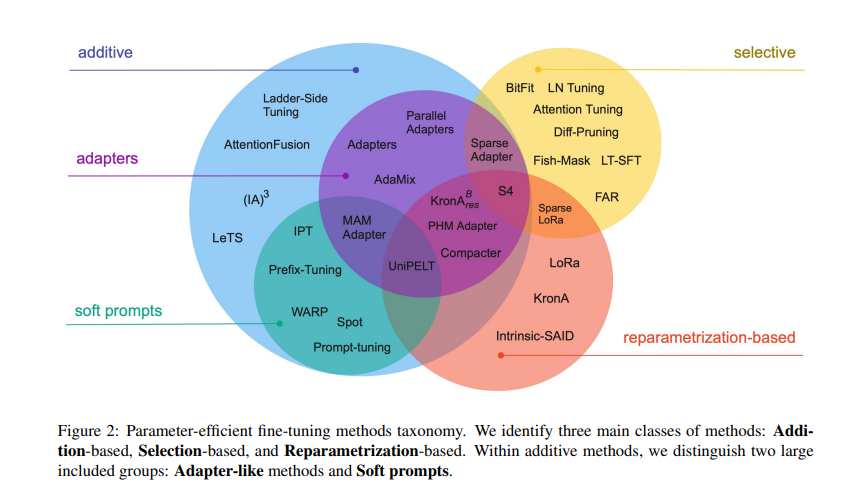 additive
selective
adapters
soft prompts
reparametrization-based
Ladder-Side
Tuning
AttentionFusion
(IA)³
LeTS
Parallel
Adapters
Adapters
AdaMix
MAM
Adapter
IPT
Prefix-Tuning
WARP
Spot
Prompt-tuning
UniPELT
KronA^B_res
PHM Adapter
Compacter
Sparse
Adapter
S4
BitFit
LN Tuning
Attention Tuning
Diff-Pruning
Fish-Mask
LT-SFT
FAR
Sparse
LoRa
LoRa
KronA
Intrinsic-SAID
Figure 2: Parameter-efficient fine-tuning methods taxonomy. We identify three main classes of methods: Addi-
tion-based, Selection-based, and Reparametrization-based. Within additive methods, we distinguish two large
included groups: Adapter-like methods and Soft prompts.